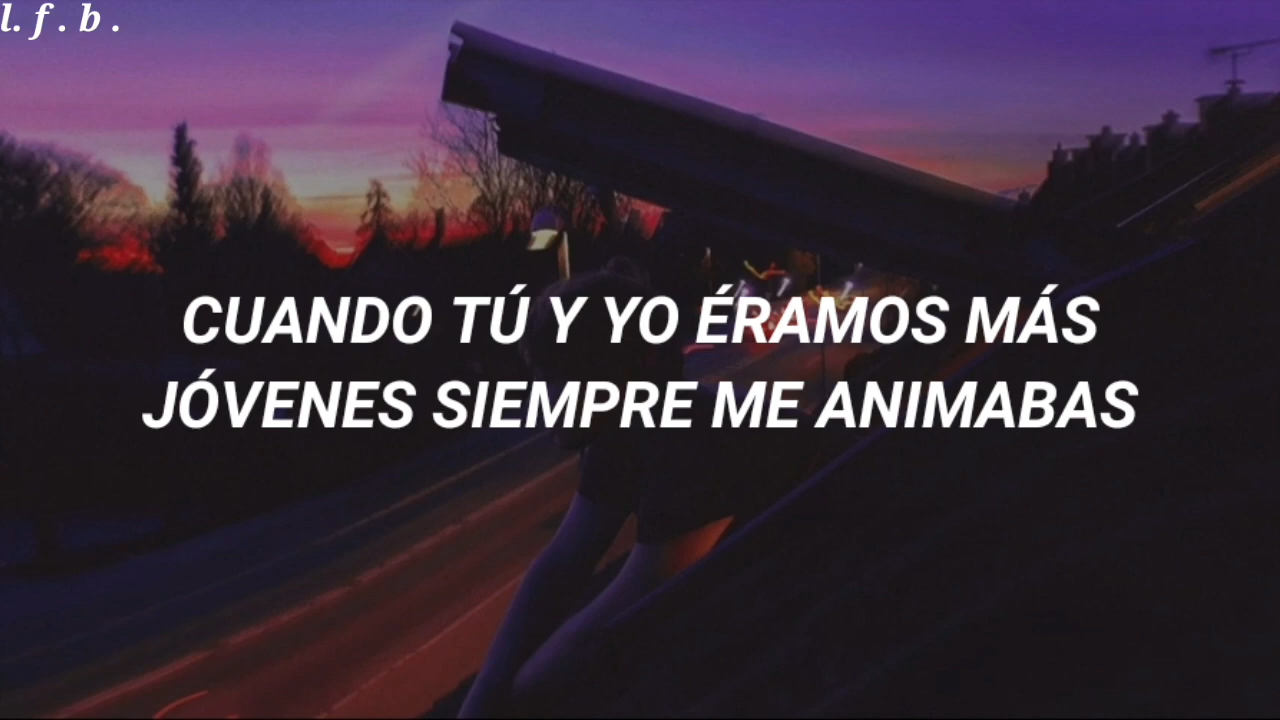 l. f. b.
CUANDO TÚ Y YO ÉRAMOS MÁS
JÓVENES SIEMPRE ME ANIMABAS